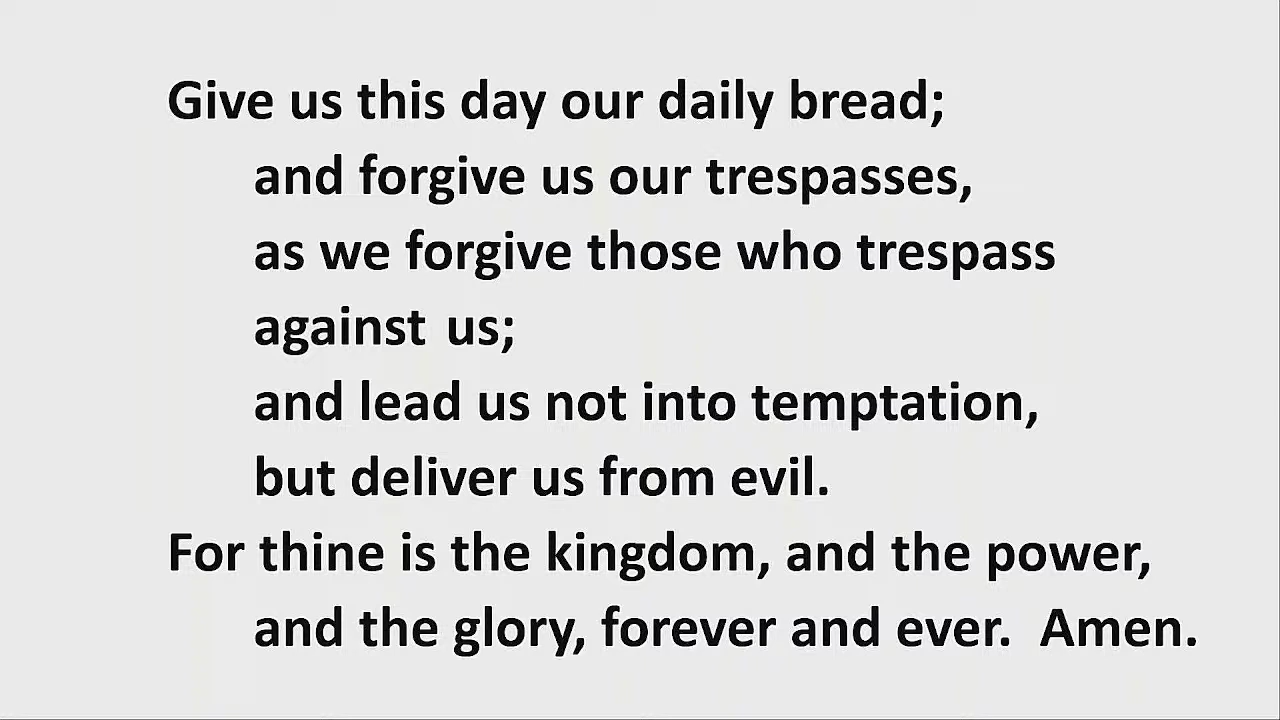 Give us this day our daily bread;
and forgive us our trespasses,
as we forgive those who trespass
against us;
and lead us not into temptation,
but deliver us from evil.
For thine is the kingdom, and the power,
and the glory, forever and ever. Amen.